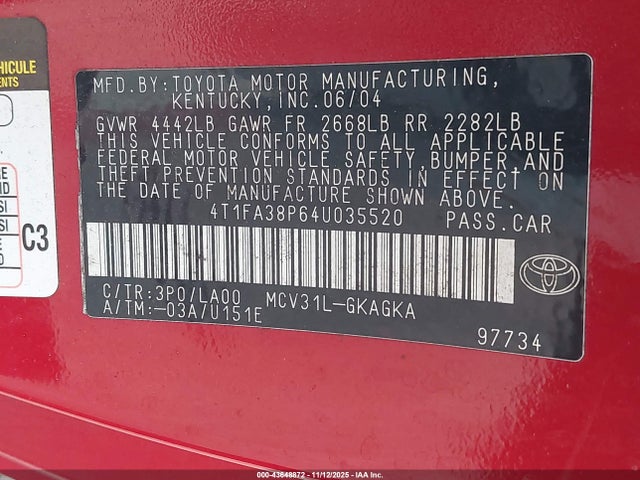 VEHICULE
ENTS
C3
MFD.BY:TOYOTA MOTOR MANUFACTURING,
KENTUCKY,INC.06/04
GVWR 4442LB GAWR FR 2668LB RR 2282LB
THIS VEHICLE CONFORMS TO ALL APPLICABLE
FEDERAL MOTOR VEHICLE SAFETY,BUMPER AND
THEFT PREVENTION STANDARDS IN EFFECT ON
THE DATE OF MANUFACTURE SHOWN ABOVE.
4T1FA38P64U035520 PASS.CAR
C/TR:3P0/LA00 MCV31L-GKAGKA
A/TM:-03A/U151E
97734
000-43648872 - 11/12/2025 - IAAC